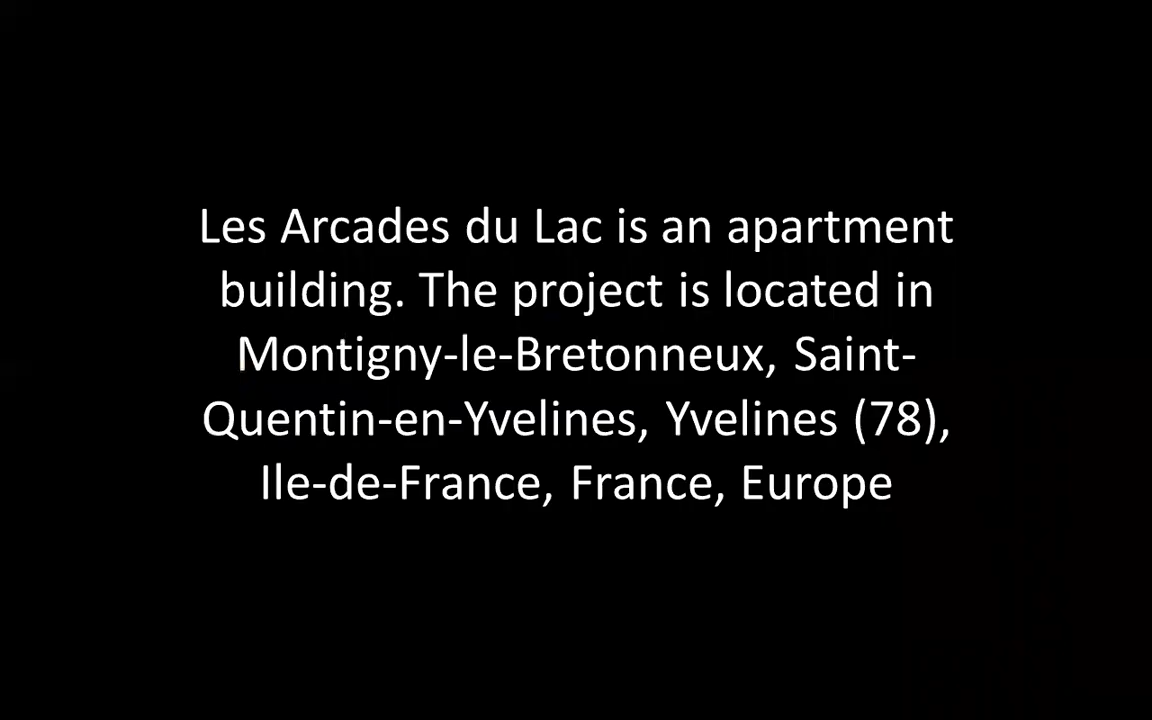 Les Arcades du Lac is an apartment
building. The project is located in
Montigny-le-Bretonneux, Saint-
Quentin-en-Yvelines, Yvelines (78),
Ile-de-France, France, Europe